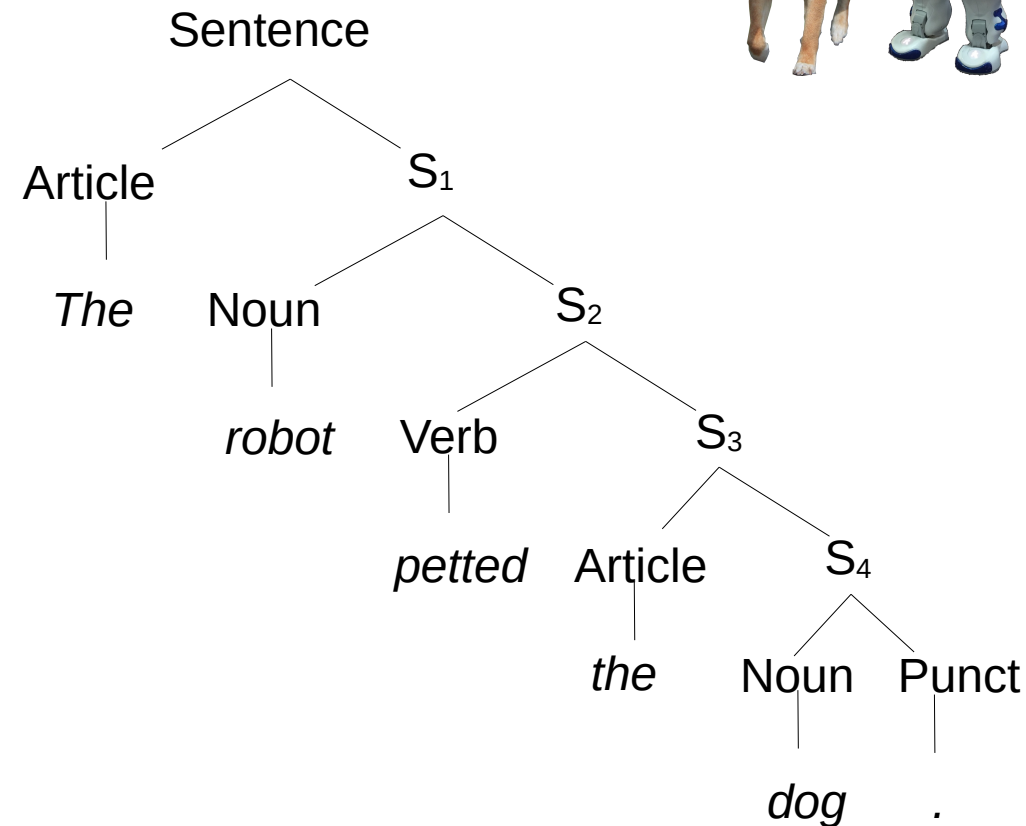 Sentence
Article S₁
The Noun S₂
robot Verb S₃
petted Article S₄
the Noun Punct
dog .